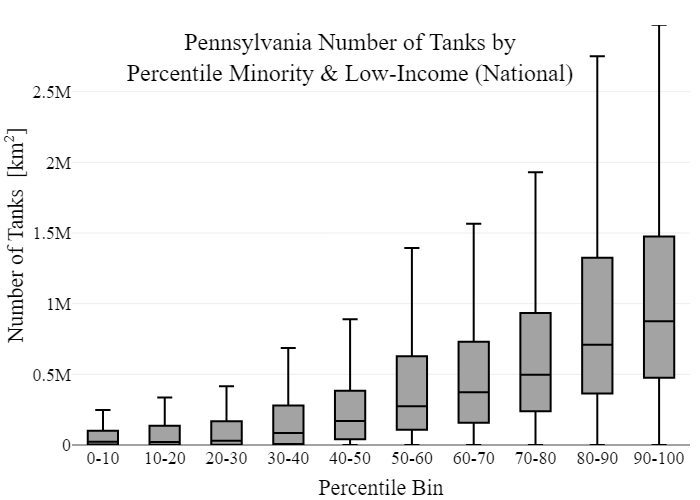 Pennsylvania Number of Tanks by
Percentile Minority & Low-Income (National)
Number of Tanks [km²]
2.5M
2M
1.5M
1M
0.5M
0
0-10 10-20 20-30 30-40 40-50 50-60 60-70 70-80 80-90 90-100
Percentile Bin